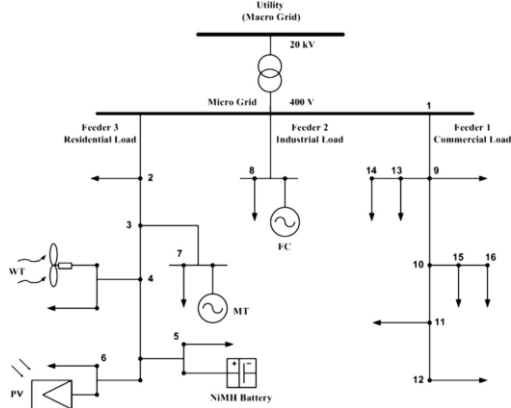 Utility
(Macro Grid)
20 kV
Micro Grid 400 V 1
Feeder 3
Residential Load
Feeder 2
Industrial Load
Feeder 1
Commercial Load
2
8
14 13 9
3
FC
7
WT
4
10 15 16
MT
11
5
6
+ -
PV
NiMH Battery
12